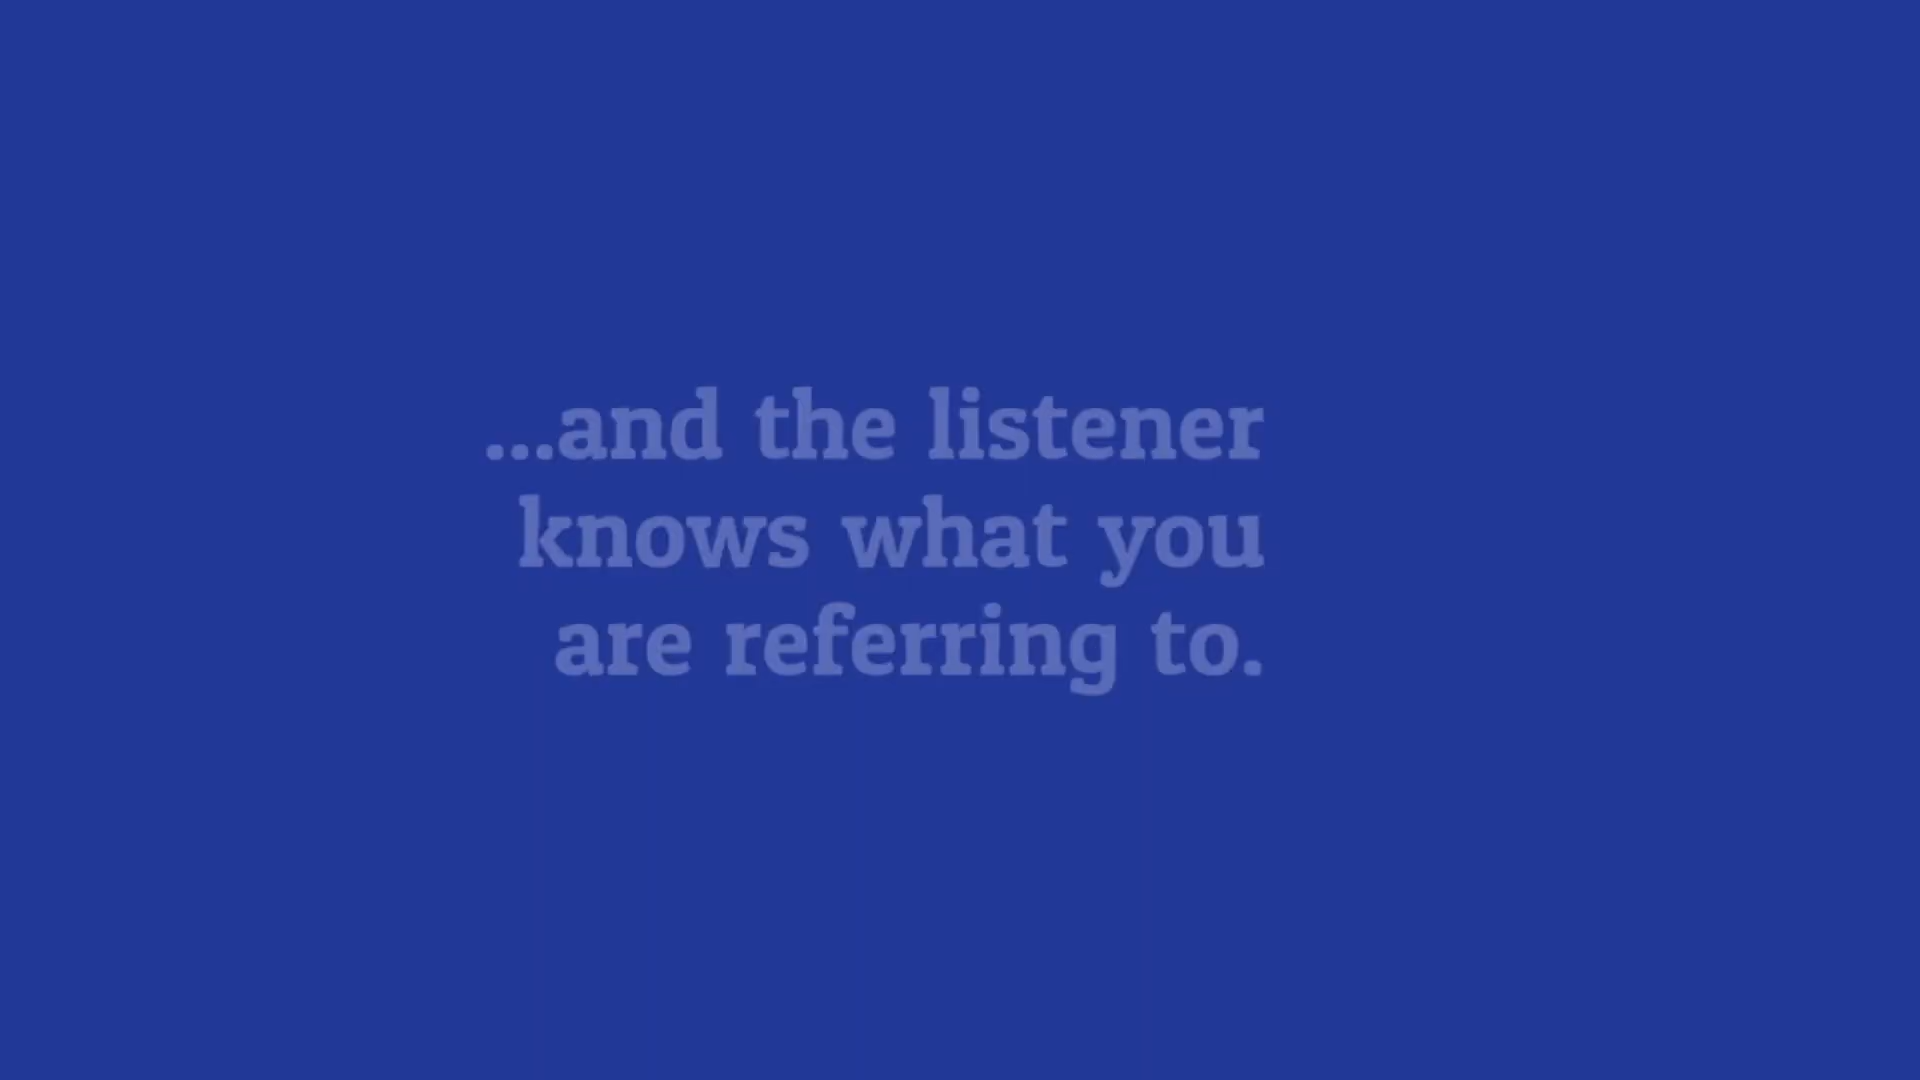 ...and the listener
knows what you
are referring to.